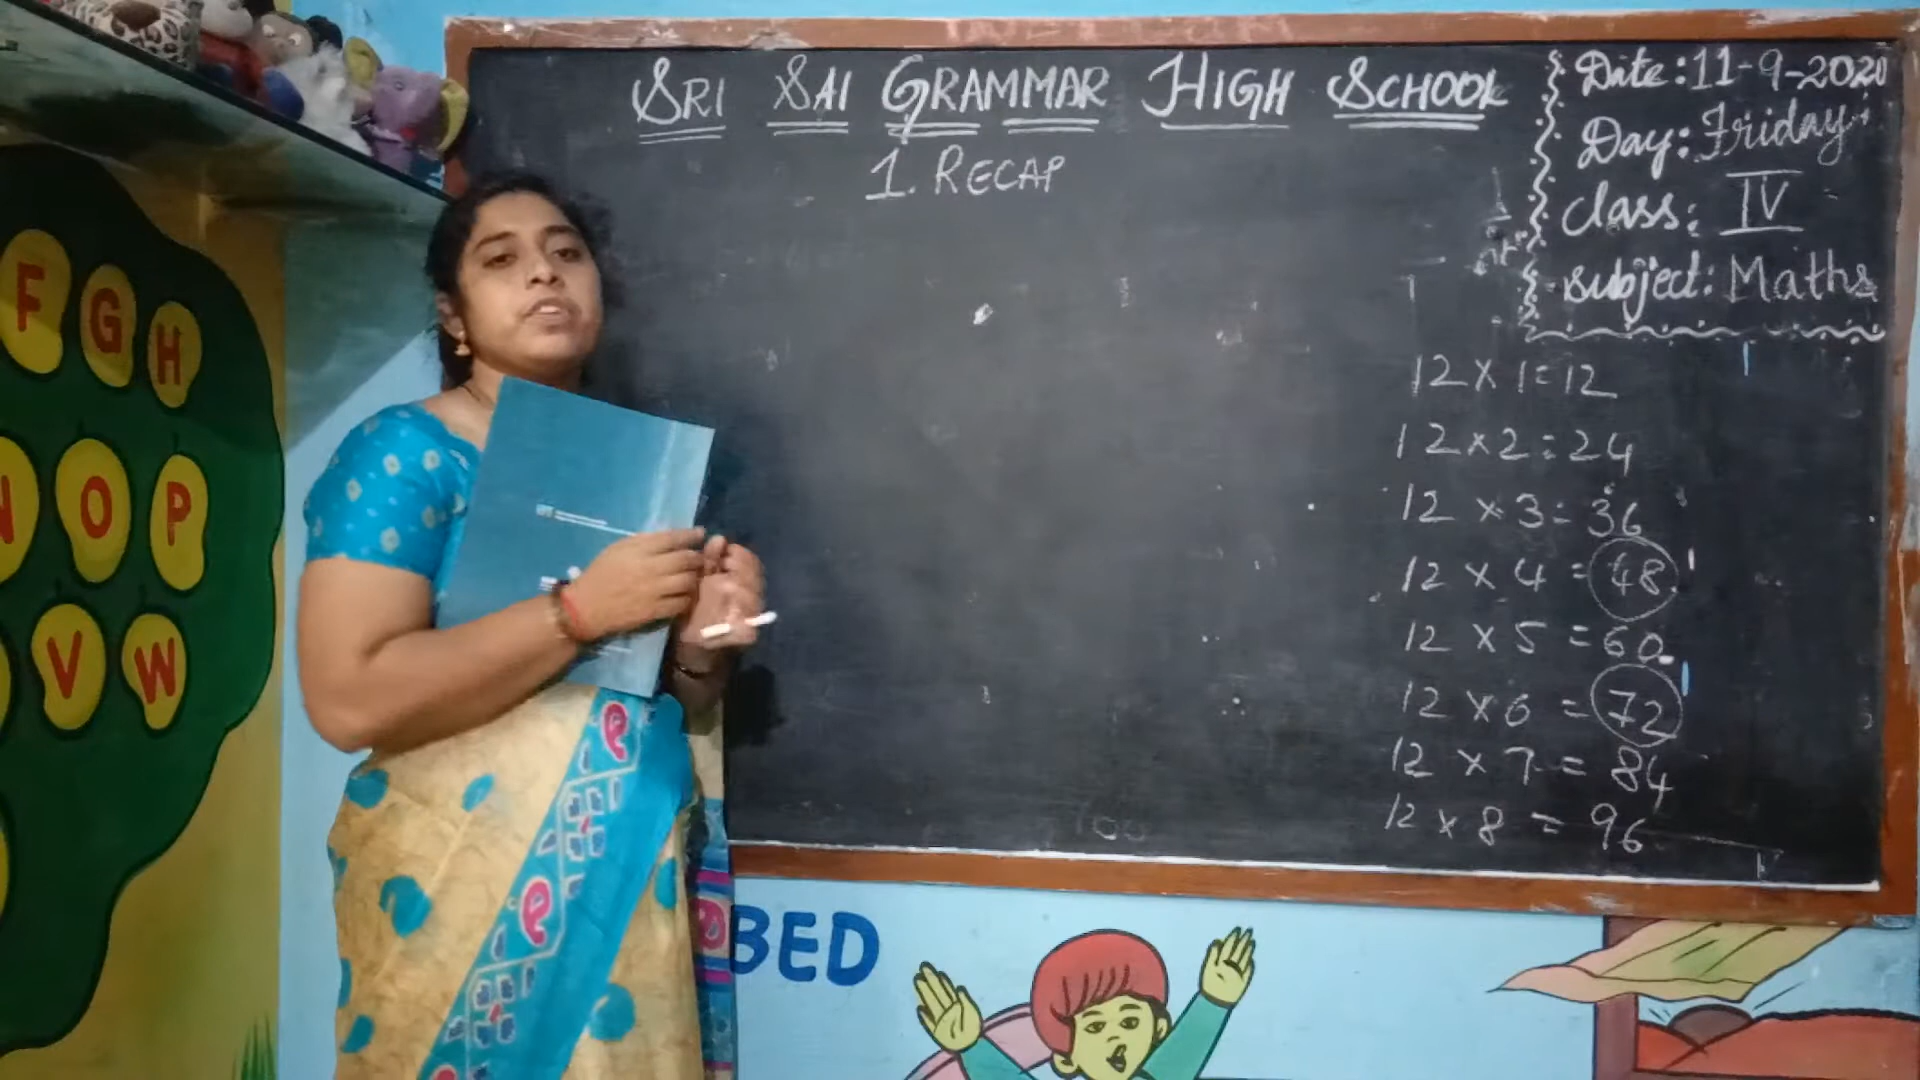 SRI SAI GRAMMAR HIGH SCHOOL
1. RECAP
Date: 11-9-2020
Day: Friday
Class: IV
Subject: Maths
12 x 1 = 12
12 x 2 = 24
12 x 3 = 36
12 x 4 = 48
12 x 5 = 60
12 x 6 = 72
12 x 7 = 84
12 x 8 = 96
F G H
N O P
V W
BED